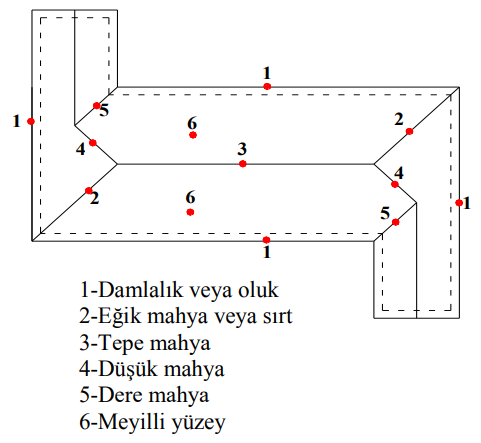 1
5
6
2
1
4
3
4
2
6
5
1
1
1-Damlalık veya oluk
2-Eğik mahya veya sırt
3-Tepe mahya
4-Düşük mahya
5-Dere mahya
6-Meyilli yüzey